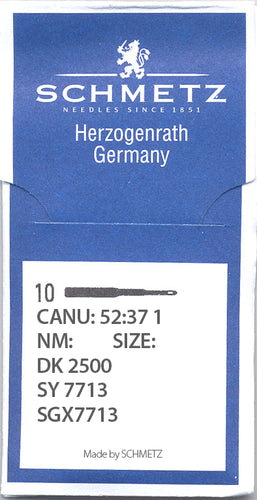 SCHMETZ
NEEDLES SINCE 1851
Herzogenrath
Germany
10
CANU: 52:37 1
NM: SIZE:
DK 2500
SY 7713
SGX7713
Made by SCHMETZ